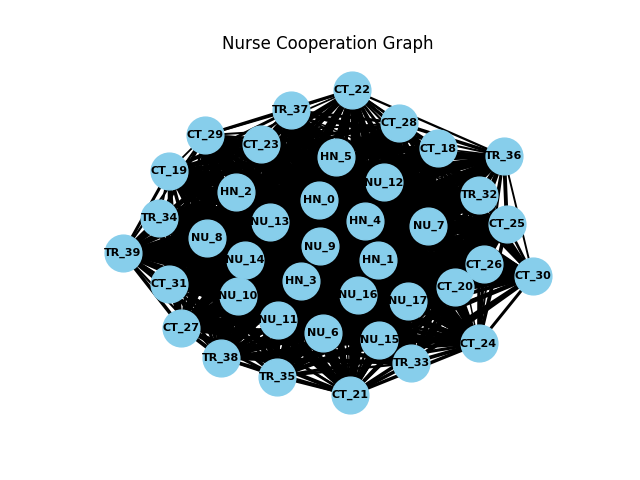 Nurse Cooperation Graph
CT_22
TR_37
CT_28
CT_29
CT_23
CT_18
HN_5
TR_36
CT_19
NU_12
HN_2
TR_32
HN_0
TR_34
NU_13
HN_4
CT_25
NU_7
NU_8
NU_9
TR_39
NU_14
HN_1
CT_26
CT_30
HN_3
CT_31
CT_20
NU_10
NU_16
NU_17
NU_11
CT_27
NU_6
NU_15
CT_24
TR_38
TR_33
TR_35
CT_21